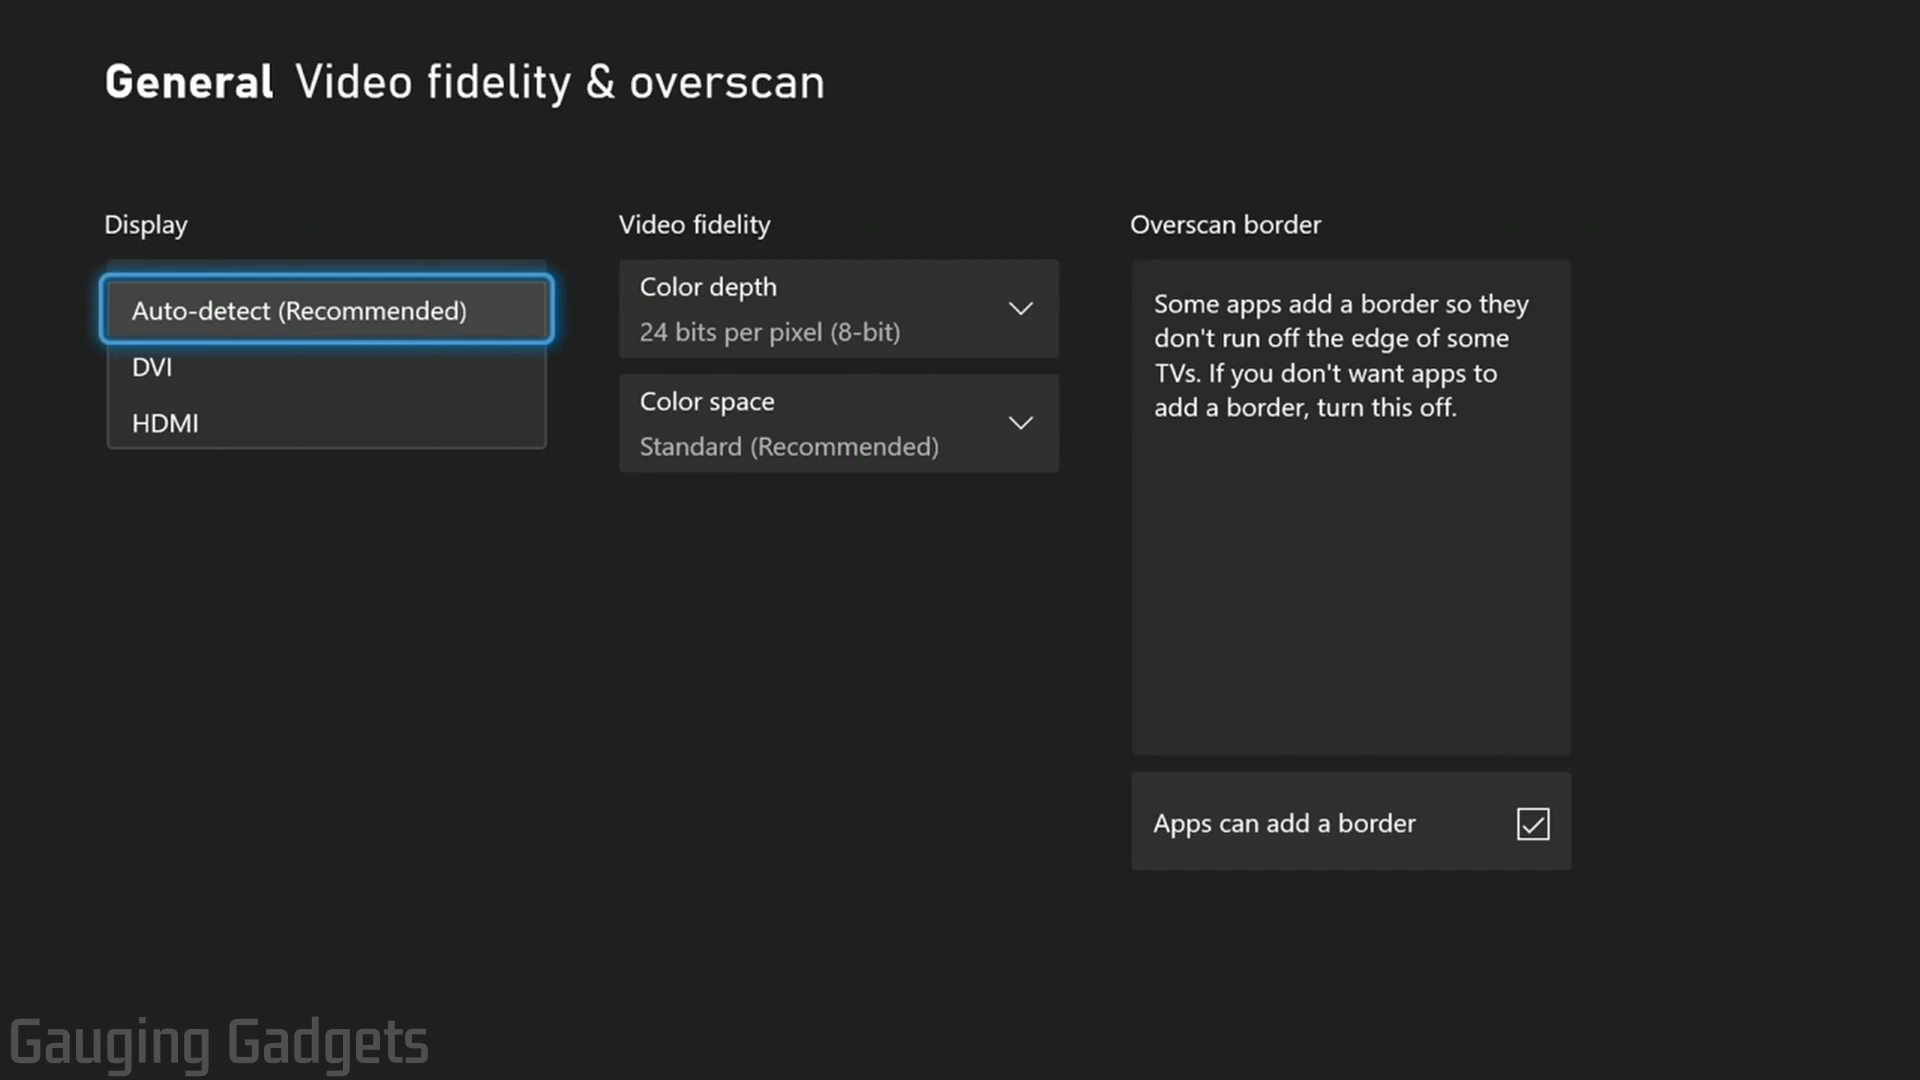 General Video fidelity & overscan
Display
Auto-detect (Recommended)
DVI
HDMI
Video fidelity
Color depth
24 bits per pixel (8-bit)
Color space
Standard (Recommended)
Overscan border
Some apps add a border so they
don't run off the edge of some
TVs. If you don't want apps to
add a border, turn this off.
Apps can add a border
Gauging Gadgets